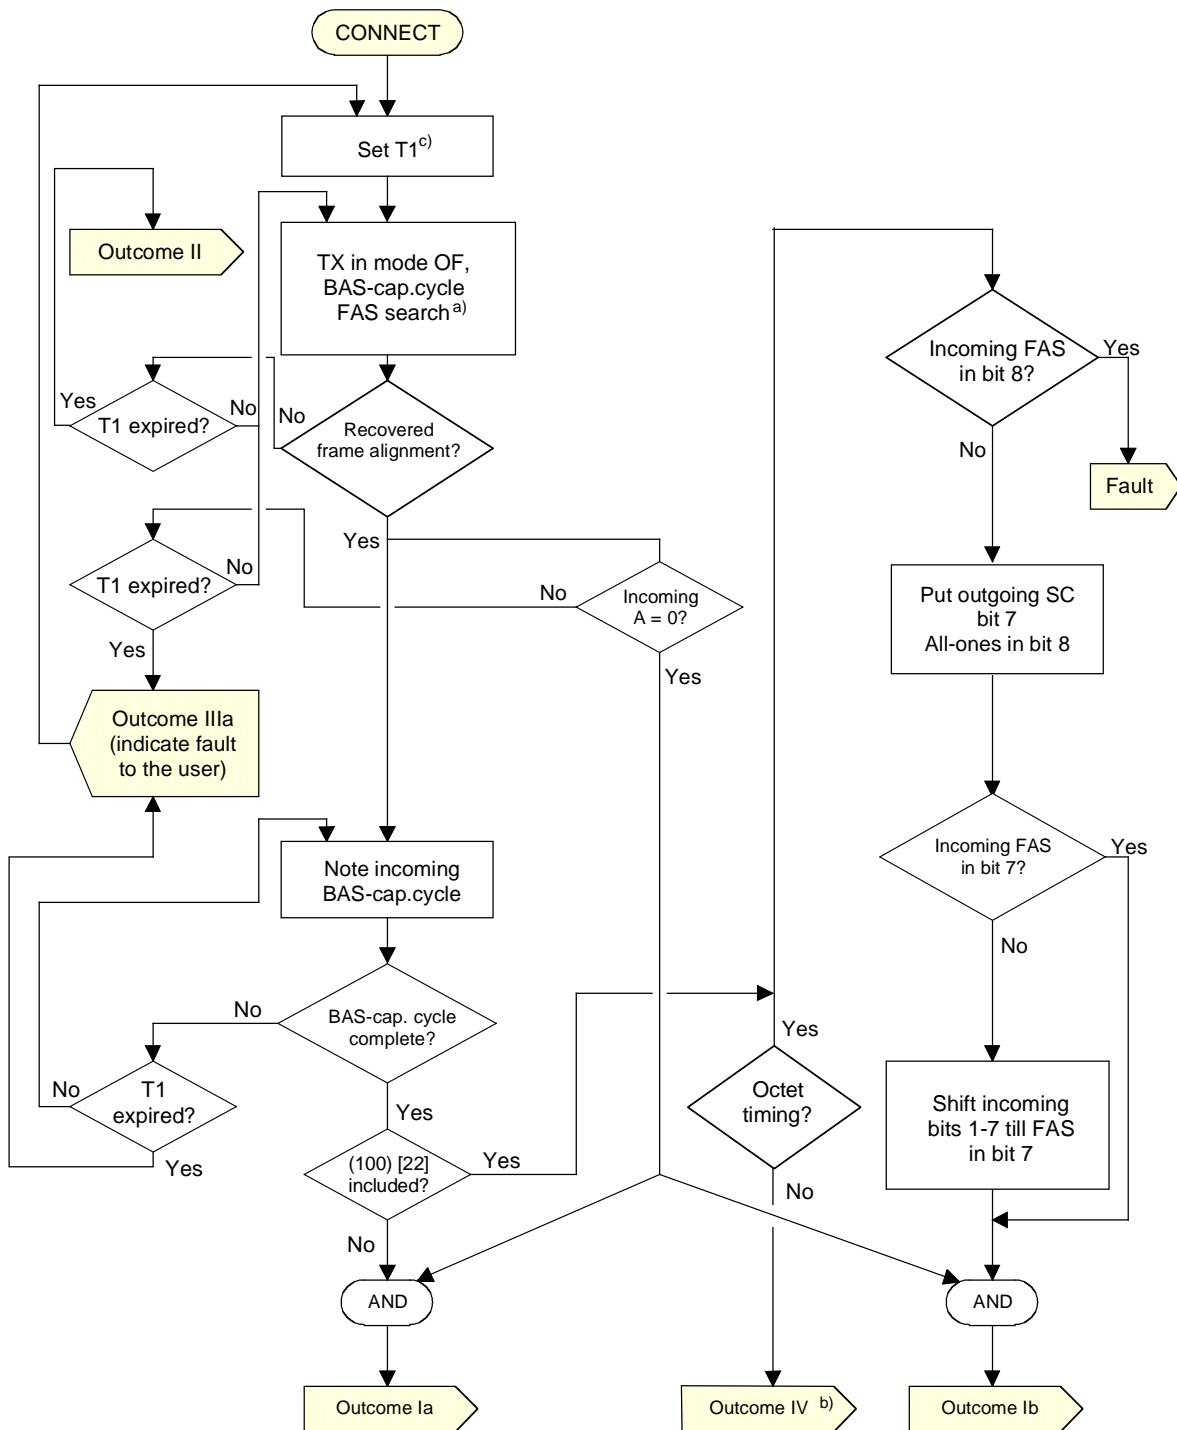 CONNECT
Set T1 c)
Outcome II
TX in mode OF,
BAS-cap.cycle
FAS search a)
Incoming FAS
in bit 8?
Yes
No
Fault
Yes
T1 expired?
No
No
Recovered
frame alignment?
Yes
T1 expired?
No
Yes
No
Incoming
A = 0?
Yes
Put outgoing SC
bit 7
All-ones in bit 8
Outcome IIIa
(indicate fault
to the user)
Note incoming
BAS-cap.cycle
Incoming FAS
in bit 7?
Yes
No
No
BAS-cap. cycle
complete?
Yes
No
T1
expired?
Yes
(100) [22]
included?
Yes
No
Yes
Octet
timing?
No
Shift incoming
bits 1-7 till FAS
in bit 7
AND
AND
Outcome Ia
Outcome IV b)
Outcome Ib